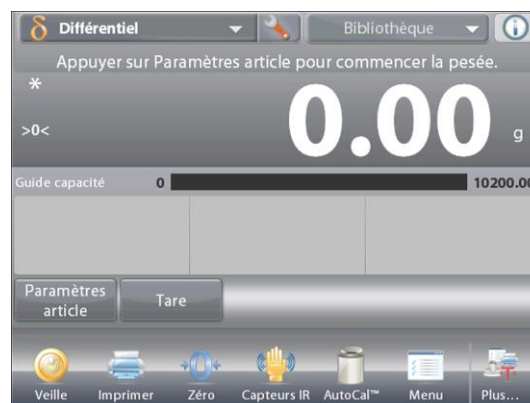 δ Différentiel Bibliothèque
Appuyer sur Paramètres article pour commencer la pesée.
*
>0< 0.00 g
Guide capacité 0 10200.00
Paramètres
article
Tare
Veille Imprimer Zéro Capteurs IR AutoCal™ Menu Plus...